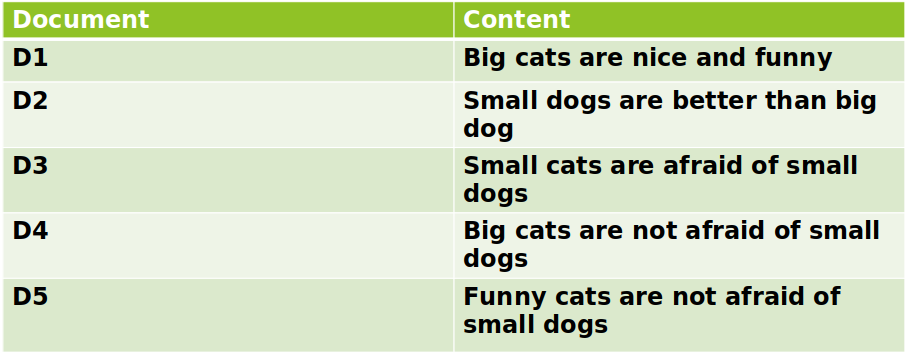 Document Content
D1 Big cats are nice and funny
D2 Small dogs are better than big
dog
D3 Small cats are afraid of small
dogs
D4 Big cats are not afraid of small
dogs
D5 Funny cats are not afraid of
small dogs